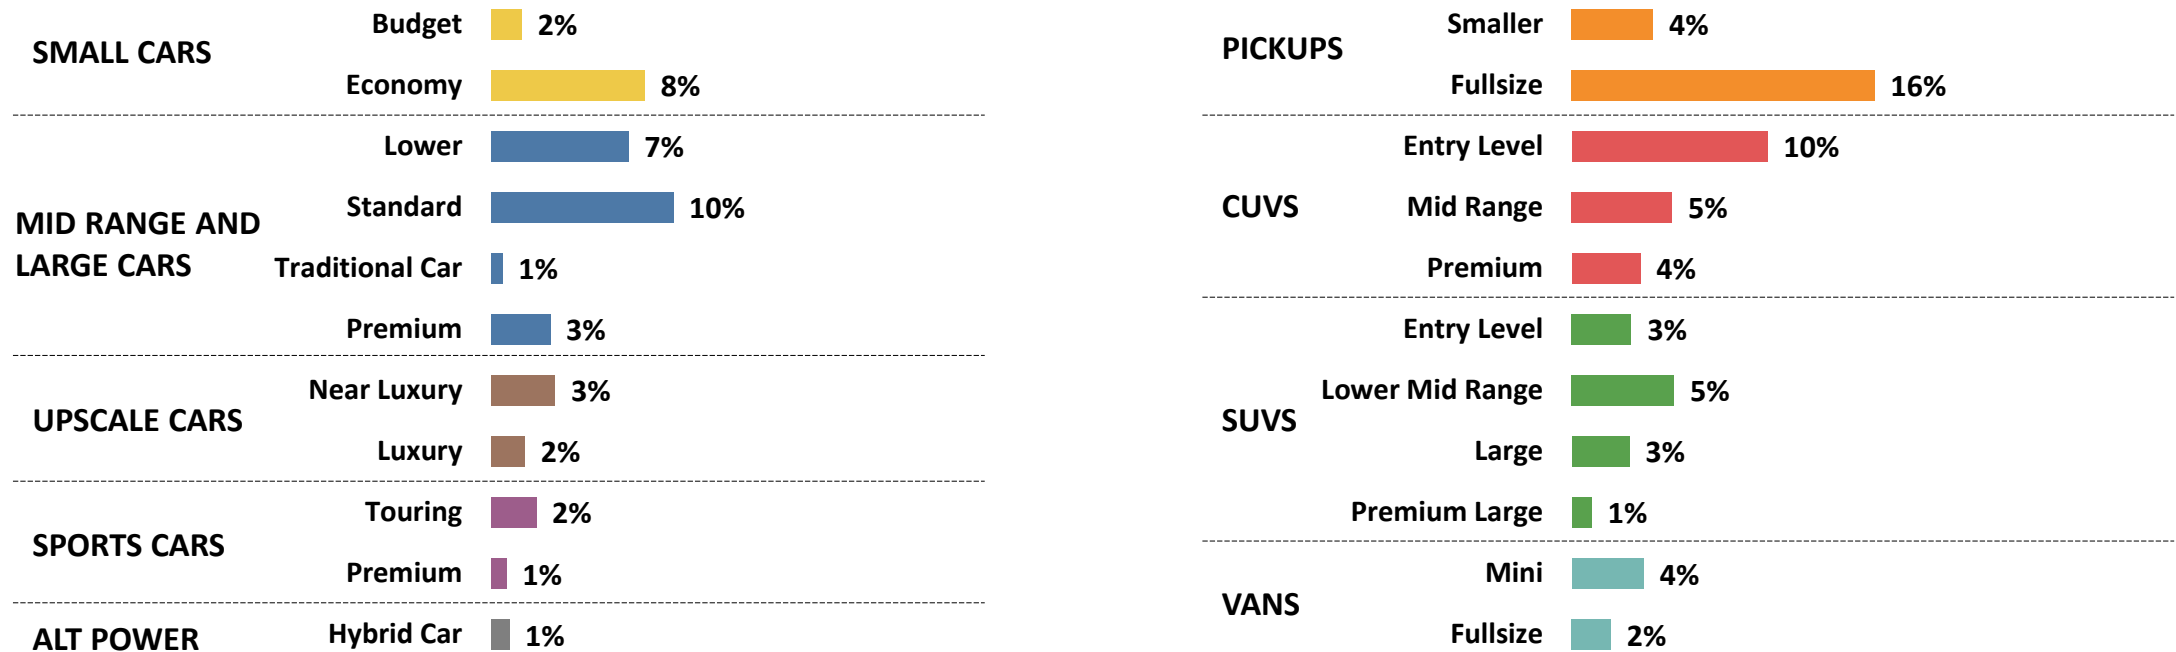 SMALL CARS
Budget 2%
Economy 8%
MID RANGE AND
LARGE CARS
Lower 7%
Standard 10%
Traditional Car 1%
Premium 3%
UPSCALE CARS
Near Luxury 3%
Luxury 2%
SPORTS CARS
Touring 2%
Premium 1%
ALT POWER
Hybrid Car 1%
PICKUPS
Smaller 4%
Fullsize 16%
CUVS
Entry Level 10%
Mid Range 5%
Premium 4%
SUVS
Entry Level 3%
Lower Mid Range 5%
Large 3%
Premium Large 1%
VANS
Mini 4%
Fullsize 2%